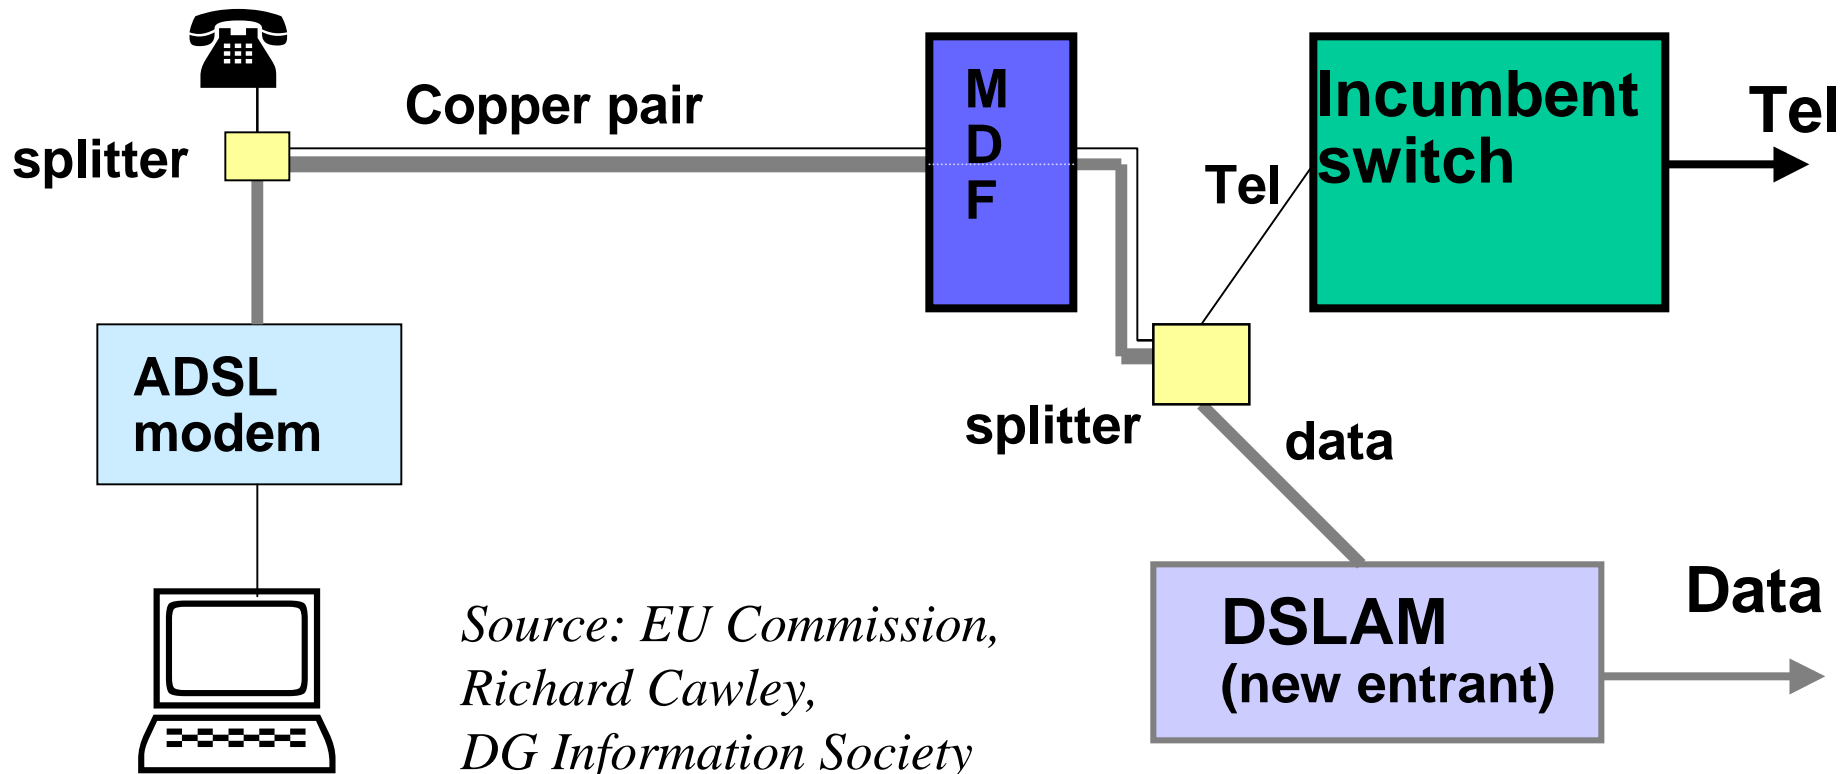 Copper pair
splitter
M
D
F
Incumbent
switch
Tel
Tel
ADSL
modem
splitter
data
DSLAM
(new entrant)
Data
Source: EU Commission,
Richard Cawley,
DG Information Society